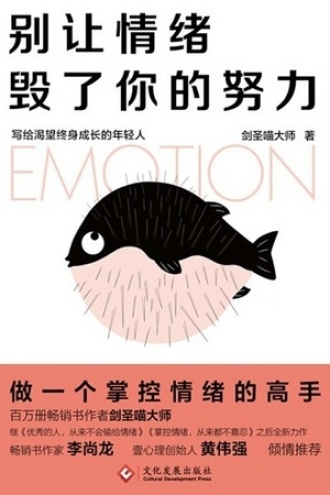 别让情绪
毁了你的努力
写给渴望终身成长的年轻人
剑圣喵大师 著
EMOTION
做一个掌控情绪的高手
百万册畅销书作者剑圣喵大师
继《优秀的人，从来不会输给情绪》《掌控情绪，从来都不靠忍》之后全新力作
畅销书作家 李尚龙 壹心理创始人 黄伟强 倾情推荐
文化发展出版社